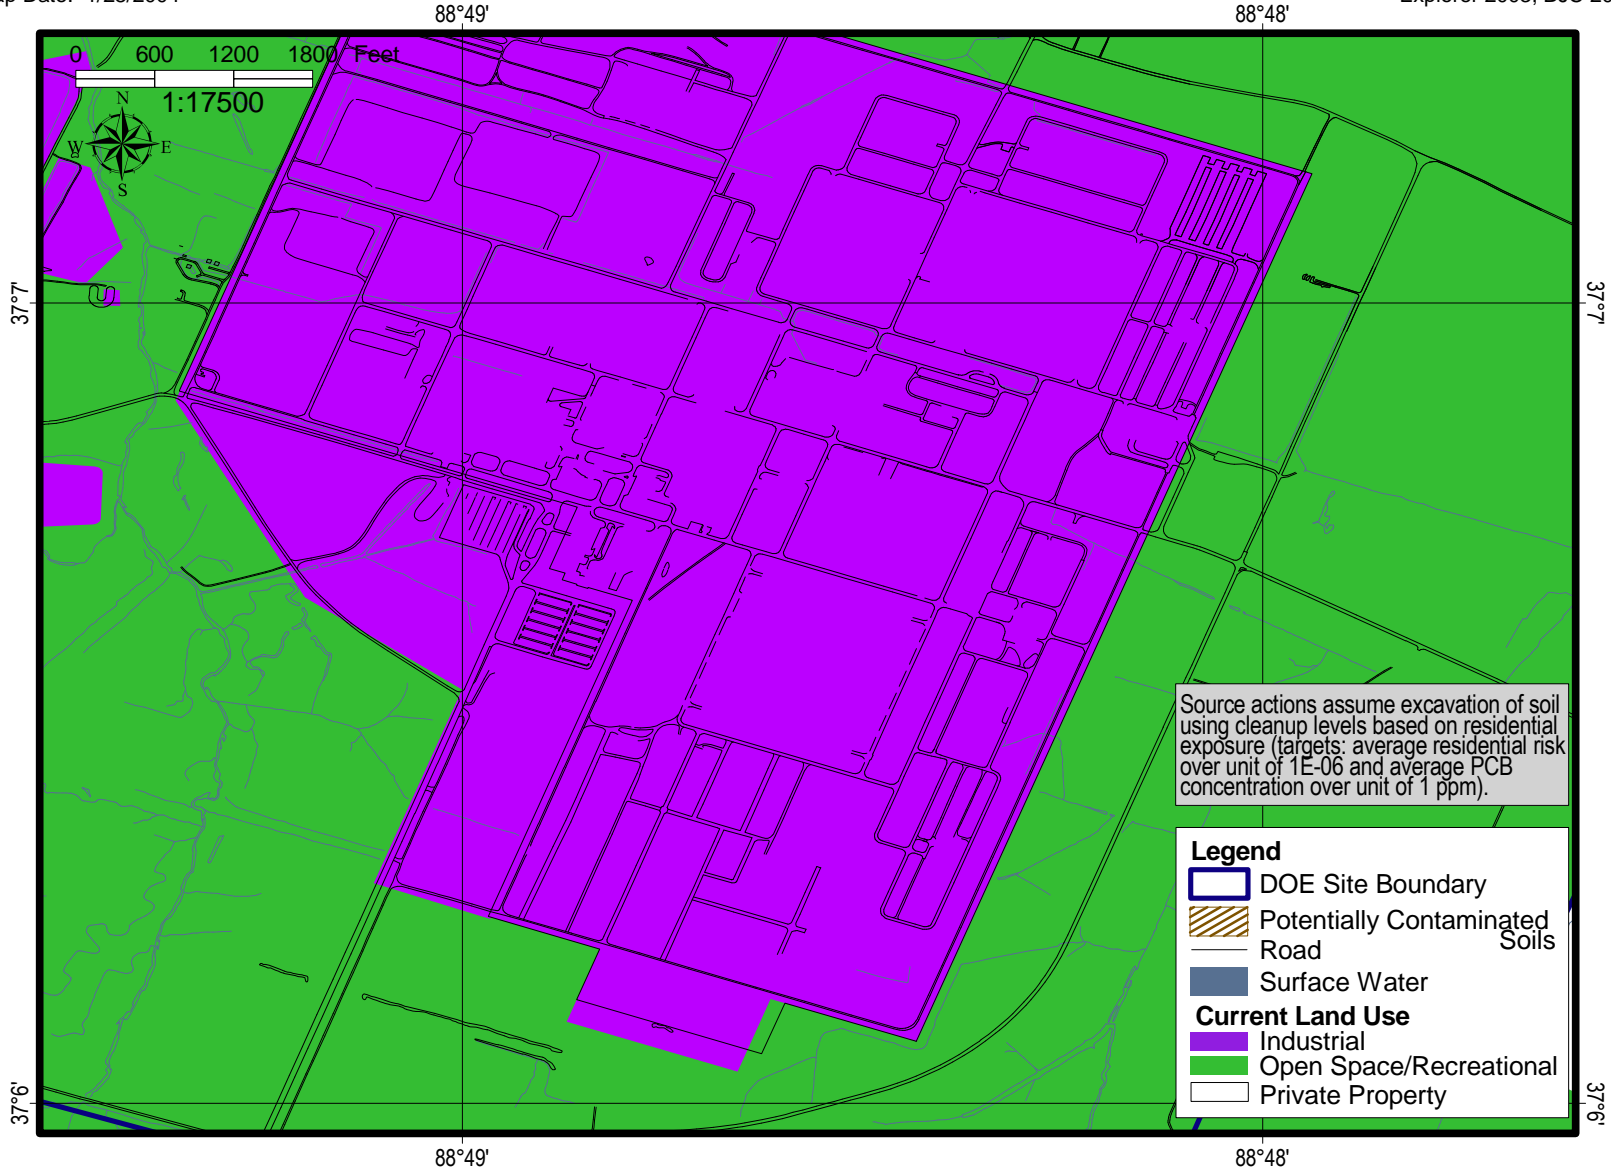 88°49'
88°48'
0 600 1200 1800 Feet
1:17500
N
W E
S
37°7'
37°7'
Source actions assume excavation of soil
using cleanup levels based on residential
exposure (targets: average residential risk
over unit of 1E-06 and average PCB
concentration over unit of 1 ppm).
Legend
DOE Site Boundary
Potentially Contaminated
Soils
Road
Surface Water
Current Land Use
Industrial
Open Space/Recreational
Private Property
37°6'
37°6'
88°49'
88°48'